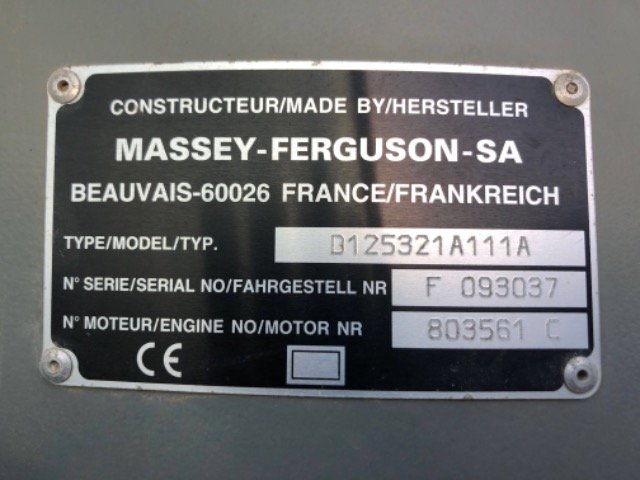 CONSTRUCTEUR/MADE BY/HERSTELLER
MASSEY-FERGUSON-SA
BEAUVAIS-60026 FRANCE/FRANKREICH
TYPE/MODEL/TYP. B125321A111A
N° SERIE/SERIAL NO/FAHRGESTELL NR F 093037
N° MOTEUR/ENGINE NO/MOTOR NR 803561 C
CE